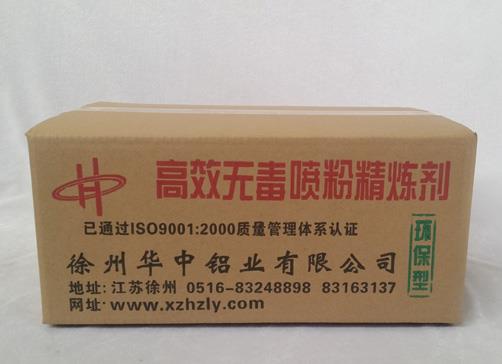 高效无毒喷粉精炼剂
已通过ISO9001:2000质量管理体系认证
徐州华中铝业有限公司
地址:江苏徐州 0516-83248898 83163137
网址:www.xzhzly.com
环保型